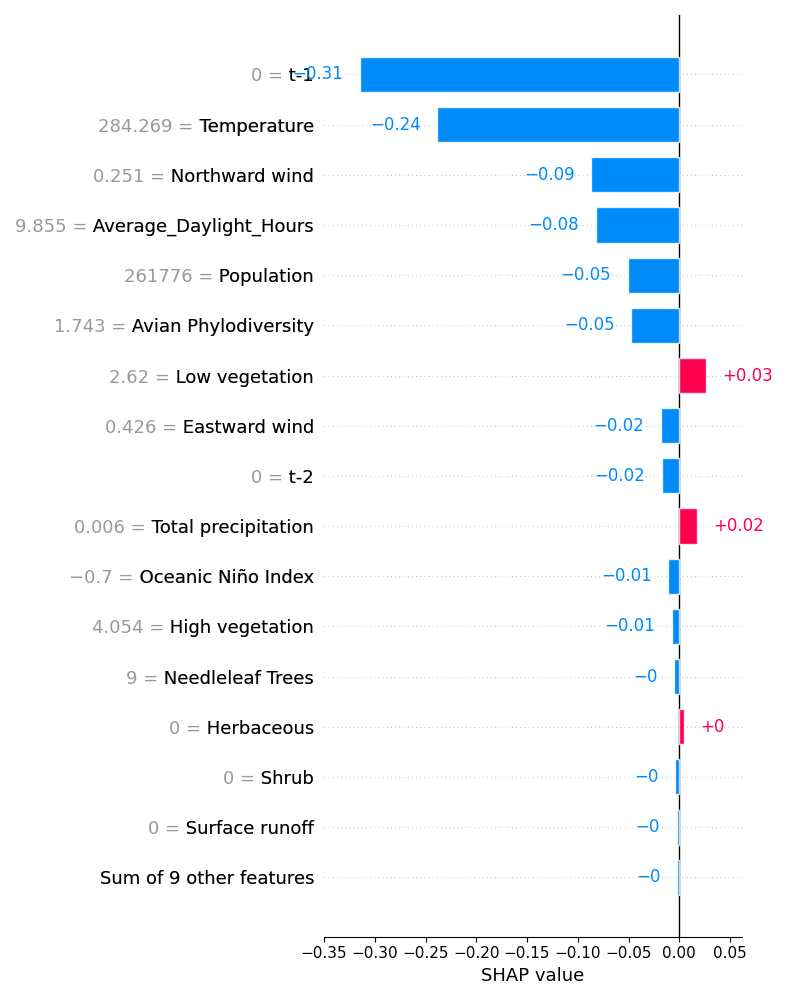 0 = t-1 −0.31
284.269 = Temperature −0.24
0.251 = Northward wind −0.09
9.855 = Average_Daylight_Hours −0.08
261776 = Population −0.05
1.743 = Avian Phylodiversity −0.05
2.62 = Low vegetation +0.03
0.426 = Eastward wind −0.02
0 = t-2 −0.02
0.006 = Total precipitation +0.02
−0.7 = Oceanic Niño Index −0.01
4.054 = High vegetation −0.01
9 = Needleleaf Trees −0
0 = Herbaceous +0
0 = Shrub −0
0 = Surface runoff −0
Sum of 9 other features −0
−0.35 −0.30 −0.25 −0.20 −0.15 −0.10 −0.05 0.00 0.05
SHAP value